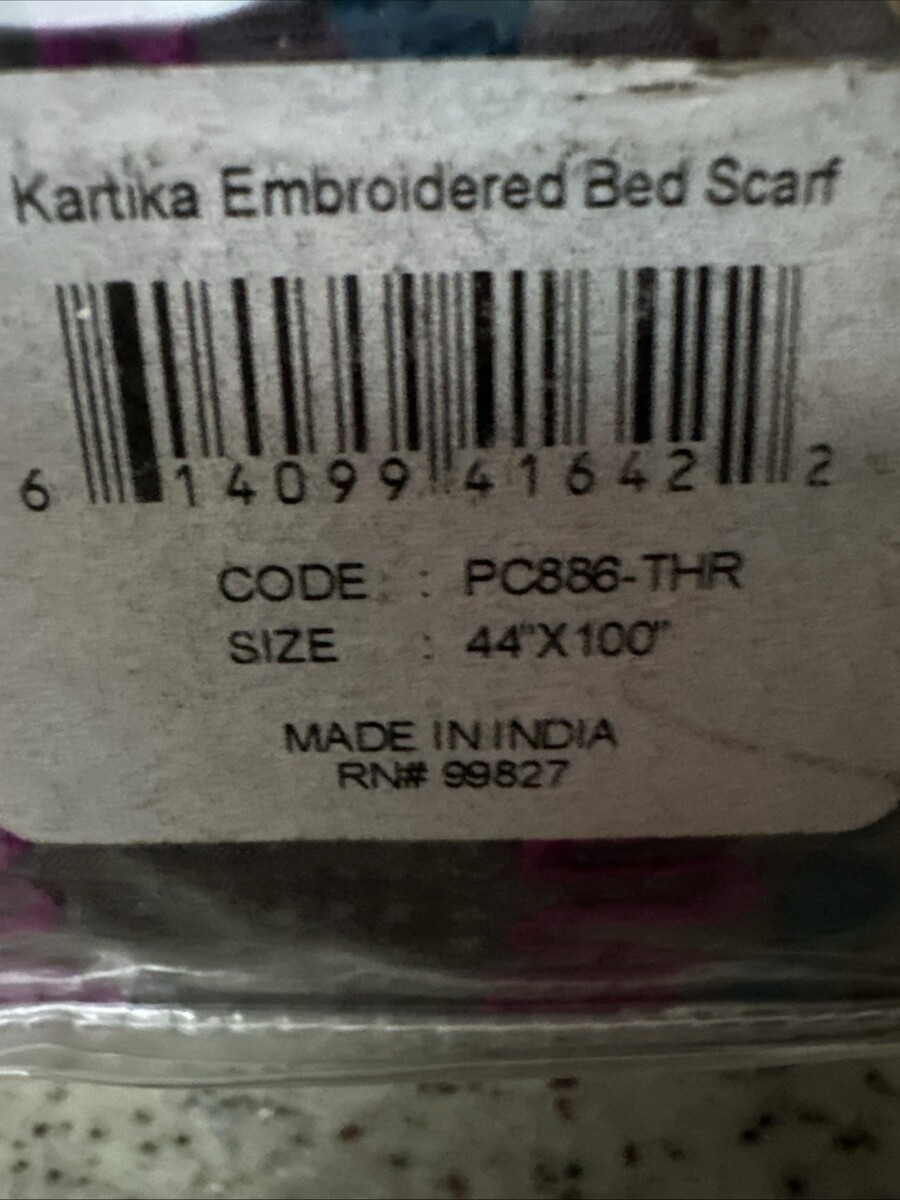 Kartika Embroidered Bed Scarf
6 14099 41642 2
CODE : PC886-THR
SIZE : 44"X100"
MADE IN INDIA
RN# 99827